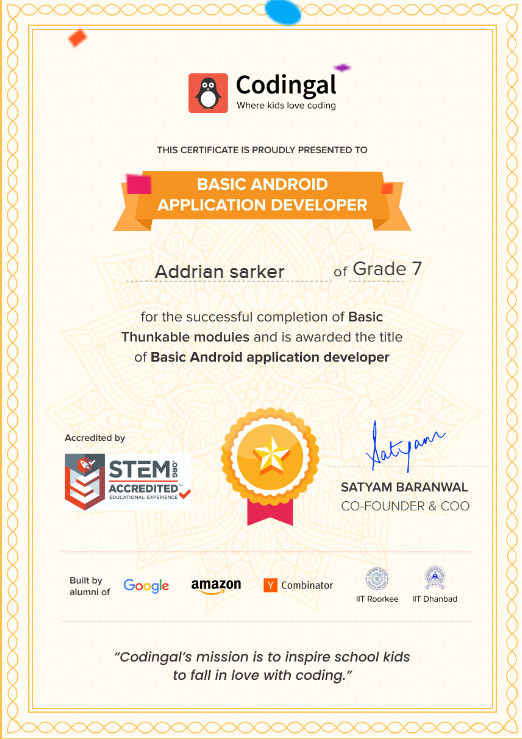 Codingal
Where kids love coding
THIS CERTIFICATE IS PROUDLY PRESENTED TO
BASIC ANDROID
APPLICATION DEVELOPER
Addrian sarker of Grade 7
for the successful completion of Basic
Thunkable modules and is awarded the title
of Basic Android application developer
Accredited by
STEM.ORG
ACCREDITED™
EDUCATIONAL EXPERIENCE
Satyam
SATYAM BARANWAL
CO-FOUNDER & COO
Built by
alumni of
Google
amazon
Y Combinator
IIT Roorkee
IIT Dhanbad
“Codingal’s mission is to inspire school kids
to fall in love with coding.”